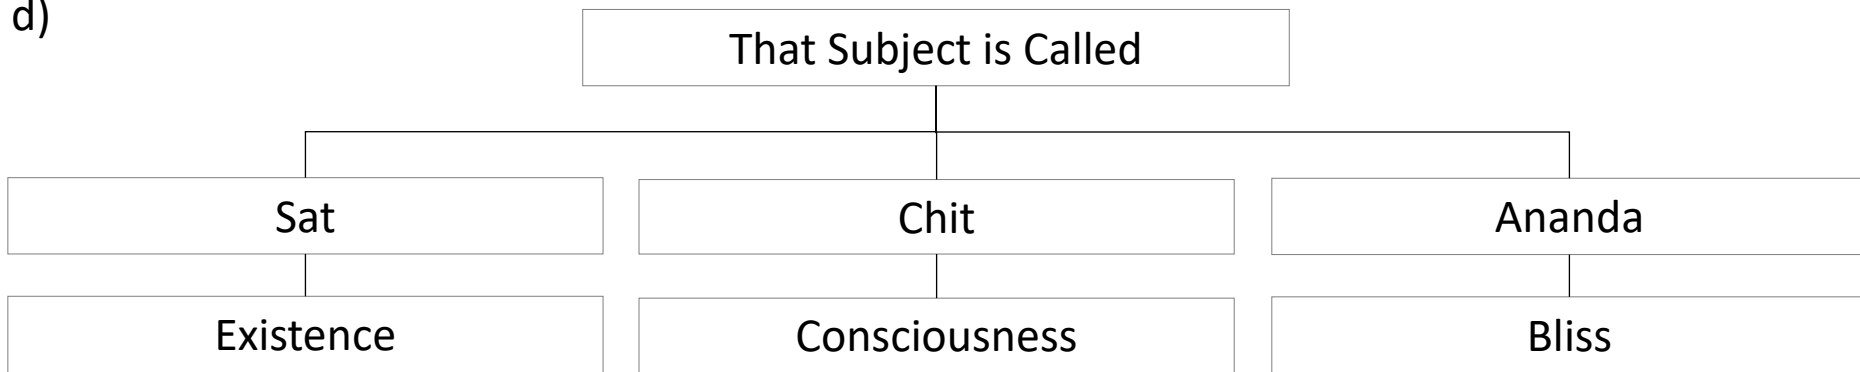 d)
That Subject is Called
Sat
Chit
Ananda
Existence
Consciousness
Bliss